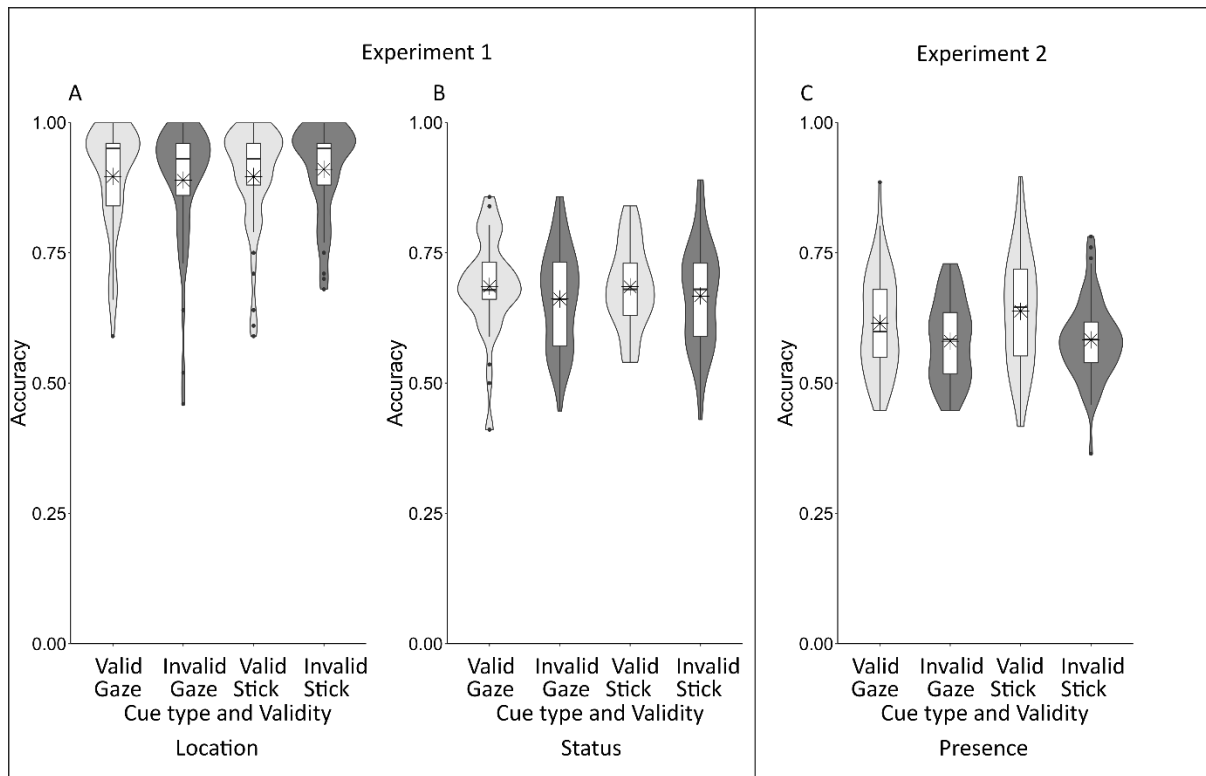 Experiment 1
Experiment 2
A
B
C
1.00
0.75
0.50
0.25
0.00
Accuracy
Valid Gaze
Invalid Gaze
Valid Stick
Invalid Stick
Cue type and Validity
Location
1.00
0.75
0.50
0.25
0.00
Accuracy
Valid Gaze
Invalid Gaze
Valid Stick
Invalid Stick
Cue type and Validity
Status
1.00
0.75
0.50
0.25
0.00
Accuracy
Valid Gaze
Invalid Gaze
Valid Stick
Invalid Stick
Cue type and Validity
Presence